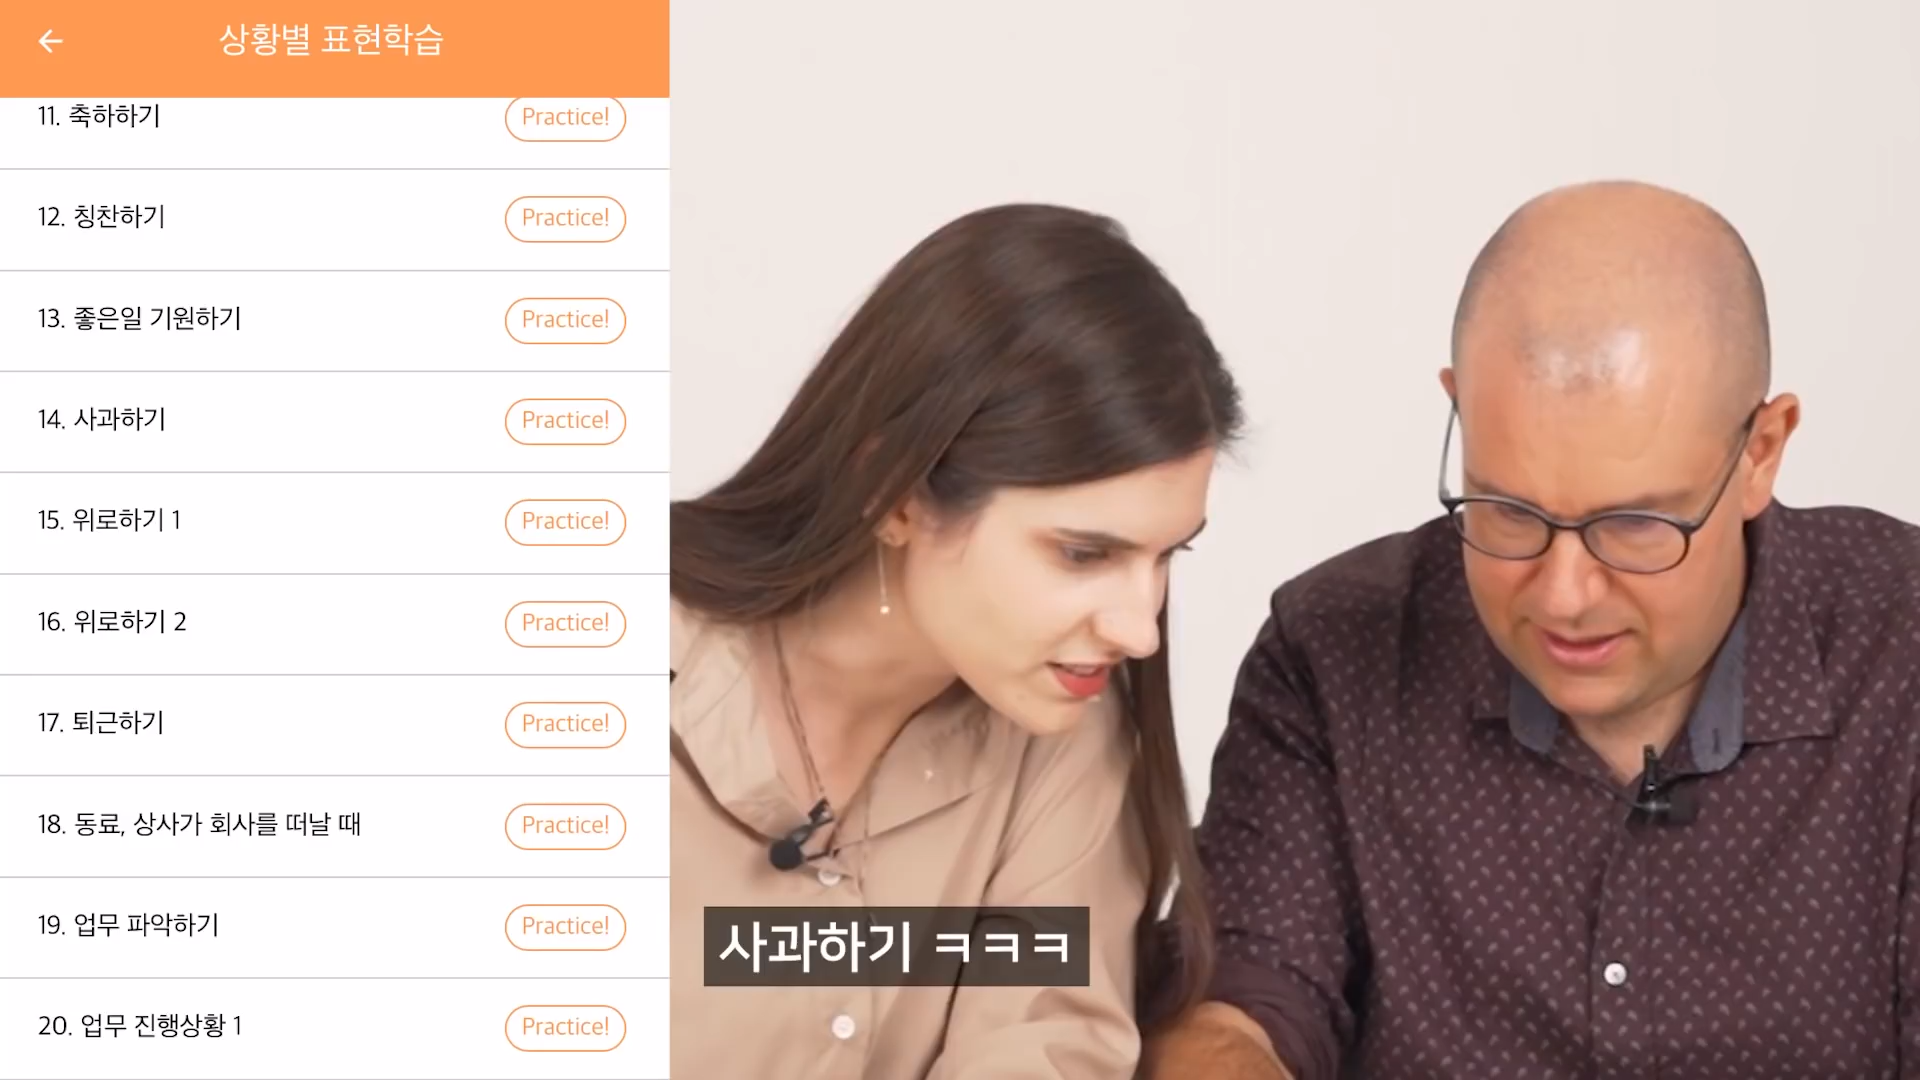 상황별 표현학습
11. 축하하기 Practice!
12. 칭찬하기 Practice!
13. 좋은일 기원하기 Practice!
14. 사과하기 Practice!
15. 위로하기 1 Practice!
16. 위로하기 2 Practice!
17. 퇴근하기 Practice!
18. 동료, 상사가 회사를 떠날 때 Practice!
19. 업무 파악하기 Practice!
20. 업무 진행상황 1 Practice!
사과하기 ㅋㅋㅋ